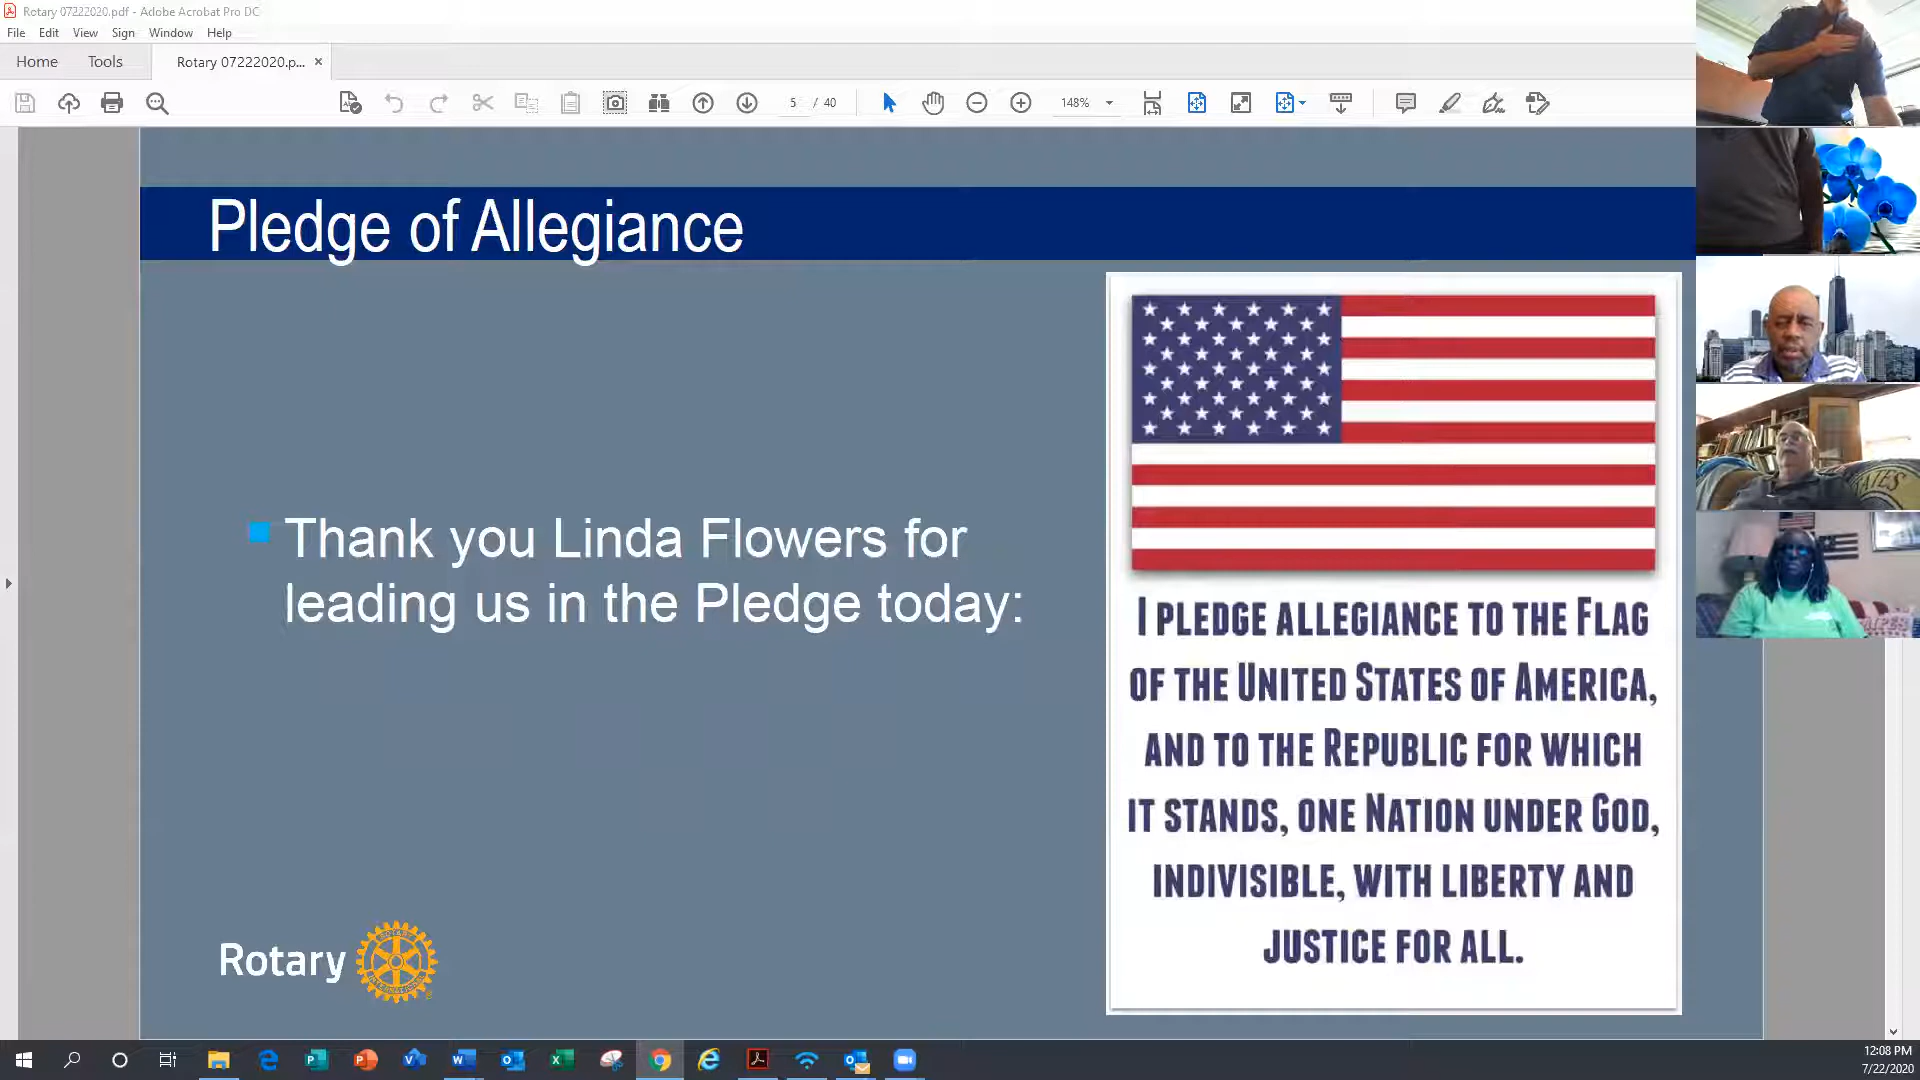 Rotary 07222020.pdf - Adobe Acrobat Pro DC
File Edit View Sign Window Help
Home Tools Rotary 07222020.p... ×
5 / 40 148%
Pledge of Allegiance
Thank you Linda Flowers for
leading us in the Pledge today:
I PLEDGE ALLEGIANCE TO THE FLAG
OF THE UNITED STATES OF AMERICA,
AND TO THE REPUBLIC FOR WHICH
IT STANDS, ONE NATION UNDER GOD,
INDIVISIBLE, WITH LIBERTY AND
JUSTICE FOR ALL.
Rotary
ROTARY
INTERNATIONAL
12:08 PM
7/22/2020